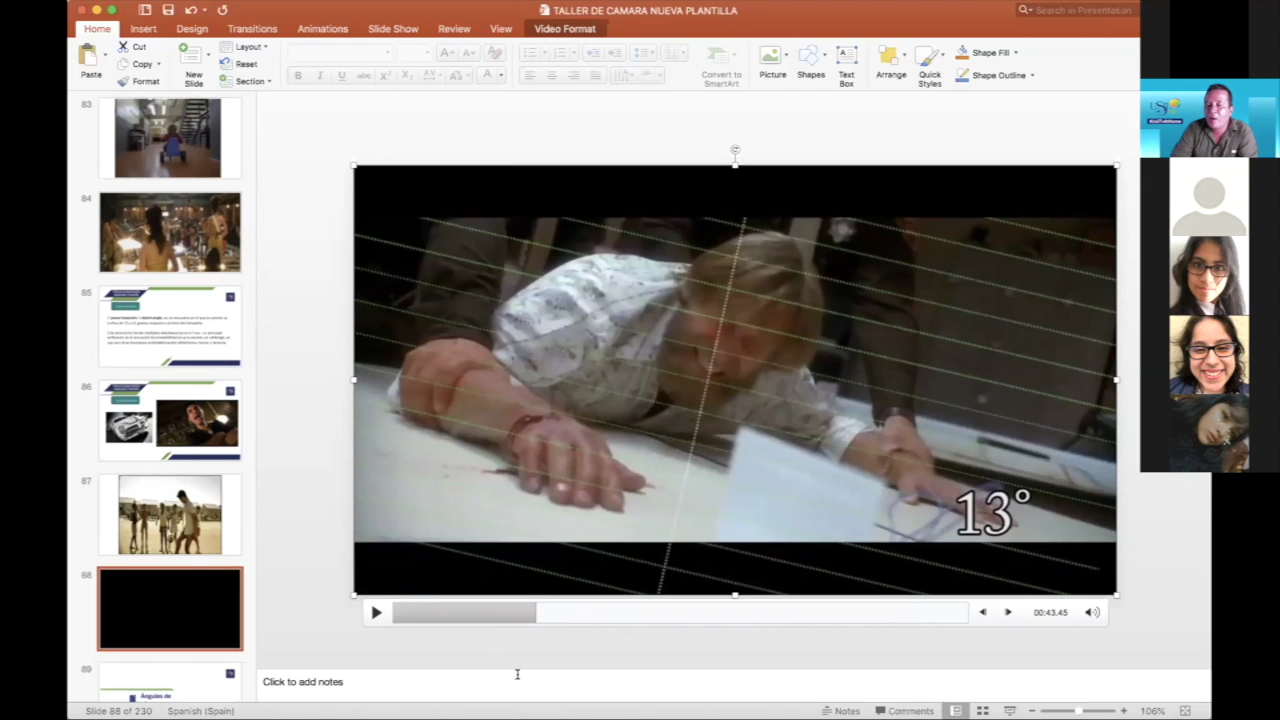 TALLER DE CAMARA NUEVA PLANTILLA
Search in Presentation
Home Insert Design Transitions Animations Slide Show Review View Video Format
Paste
Cut
Copy
Format
New Slide
Layout
Reset
Section
Convert to SmartArt
Picture
Shapes
Text Box
Arrange
Quick Styles
Shape Fill
Shape Outline
83
84
85
86
87
88
89
Ángulos de
13°
00:43.45
Click to add notes
Slide 88 of 230 Spanish (Spain)
Notes Comments 106%